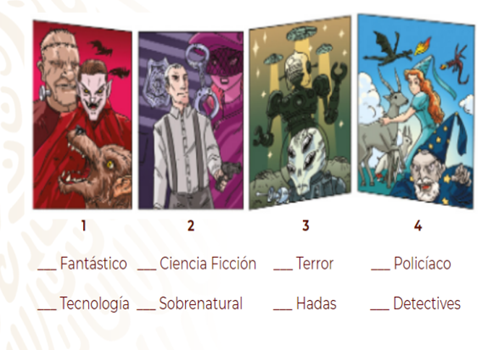 1 2 3 4
___ Fantástico ___ Ciencia Ficción ___ Terror ___ Policíaco
___ Tecnología ___ Sobrenatural ___ Hadas ___ Detectives